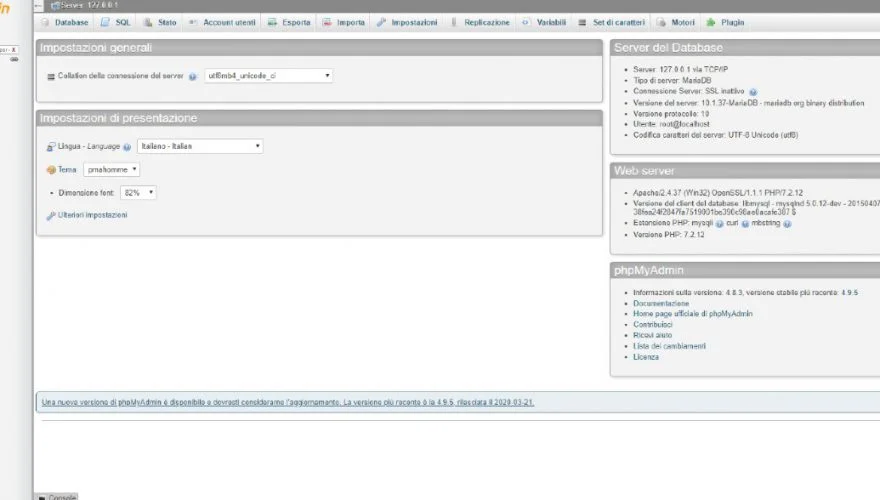 Server: 127.0.0.1
Database SQL Stato Account utenti Esporta Importa Impostazioni Replicazione Variabili Set di caratteri Motori Plugin
Impostazioni generali
Collation della connessione del server utf8mb4_unicode_ci
Impostazioni di presentazione
Lingua - Language Italiano - Italian
Tema pmahomme
Dimensione font: 82%
Ulteriori impostazioni
Server del Database
Server: 127.0.0.1 via TCP/IP
Tipo di server: MariaDB
Connessione Server: SSL inattivo
Versione del server: 10.1.37-MariaDB - mariadb.org binary distribution
Versione protocollo: 10
Utente: root@localhost
Codifica caratteri del server: UTF-8 Unicode (utf8)
Web server
Apache/2.4.37 (Win32) OpenSSL/1.1.1 PHP/7.2.12
Versione del client del database: libmysql - mysqlnd 5.0.12-dev - 20150407
Estensione PHP: mysqli curl mbstring
Versione PHP: 7.2.12
phpMyAdmin
Informazioni sulla versione: 4.8.3, versione stabile più recente: 4.9.5
Documentazione
Home page ufficiale di phpMyAdmin
Contribuisci
Ricevi aiuto
Lista dei cambiamenti
Licenza
Una nuova versione di phpMyAdmin è disponibile e dovresti considerarne l'aggiornamento. La versione più recente è la 4.9.5, rilasciata il 2020-03-21.
Console